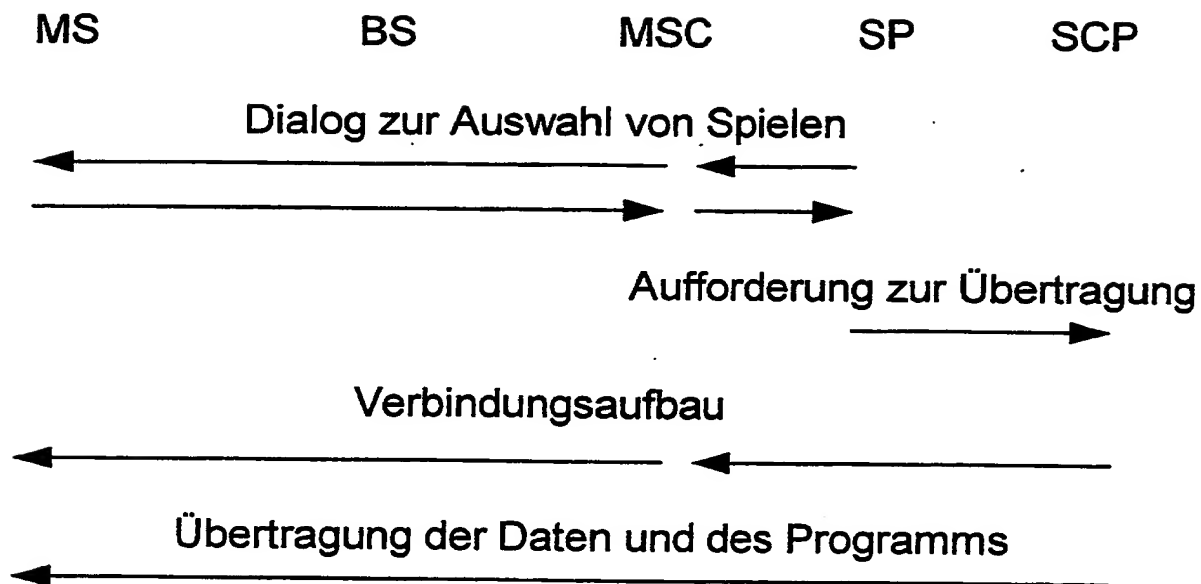 MS BS MSC SP SCP
Dialog zur Auswahl von Spielen
Aufforderung zur Übertragung
Verbindungsaufbau
Übertragung der Daten und des Programms